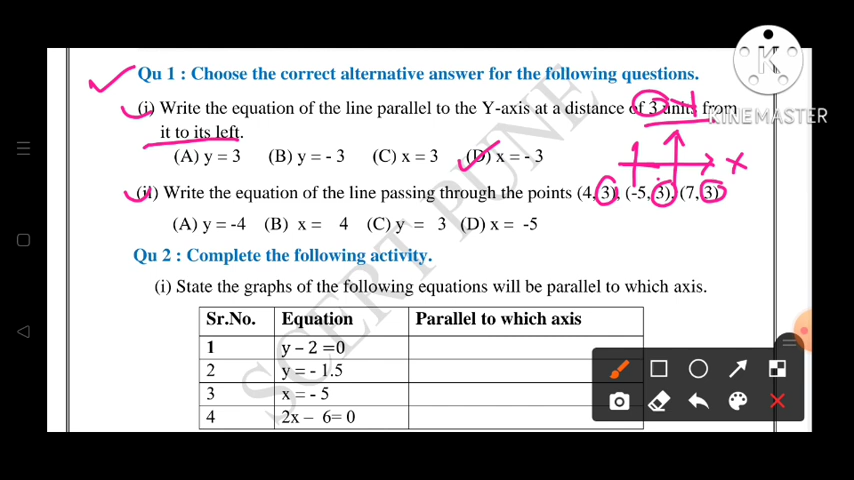 Qu 1 : Choose the correct alternative answer for the following questions.
(i) Write the equation of the line parallel to the Y-axis at a distance of 3 units from
it to its left.
(A) y = 3 (B) y = - 3 (C) x = 3 (D) x = - 3
(ii) Write the equation of the line passing through the points (4, 3), (-5, 3), (7, 3)
(A) y = -4 (B) x = 4 (C) y = 3 (D) x = -5
Qu 2 : Complete the following activity.
(i) State the graphs of the following equations will be parallel to which axis.
Sr.No. Equation Parallel to which axis
1 y – 2 =0
2 y = - 1.5
3 x = - 5
4 2x – 6= 0
SCERT PUNE
K
KINEMASTER
Y
X